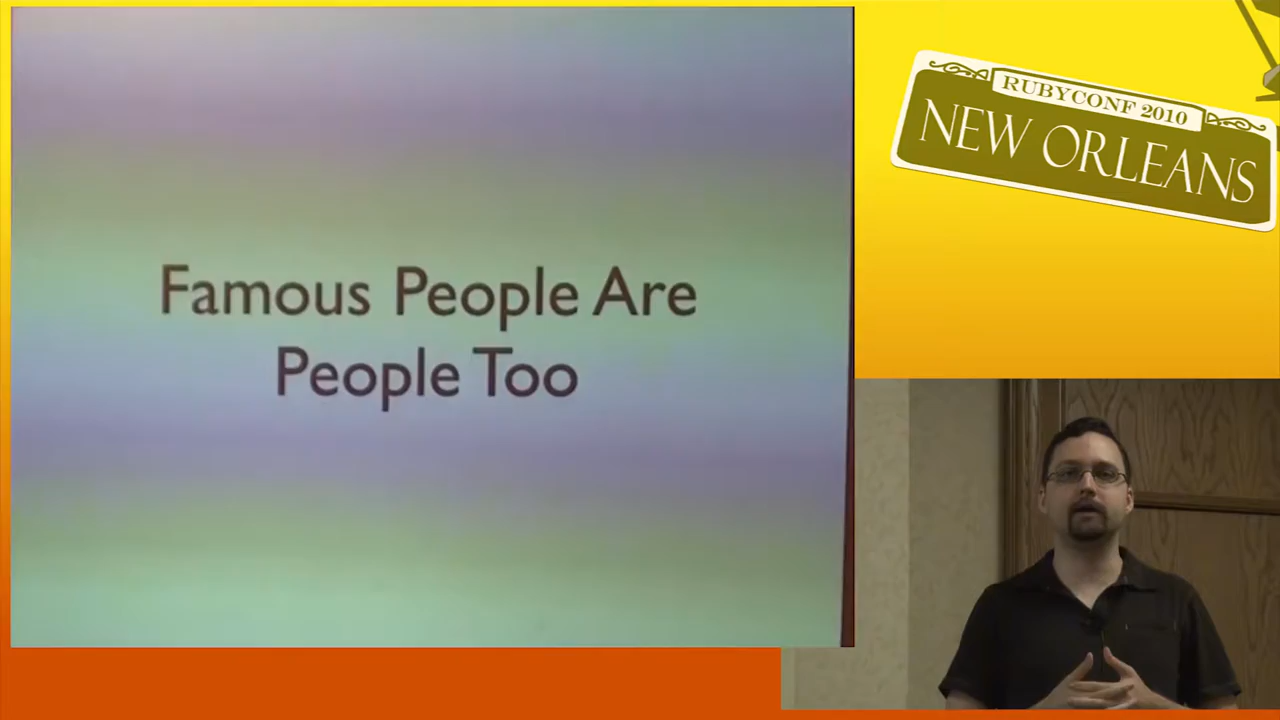 Famous People Are
People Too
RUBYCONF 2010
NEW ORLEANS